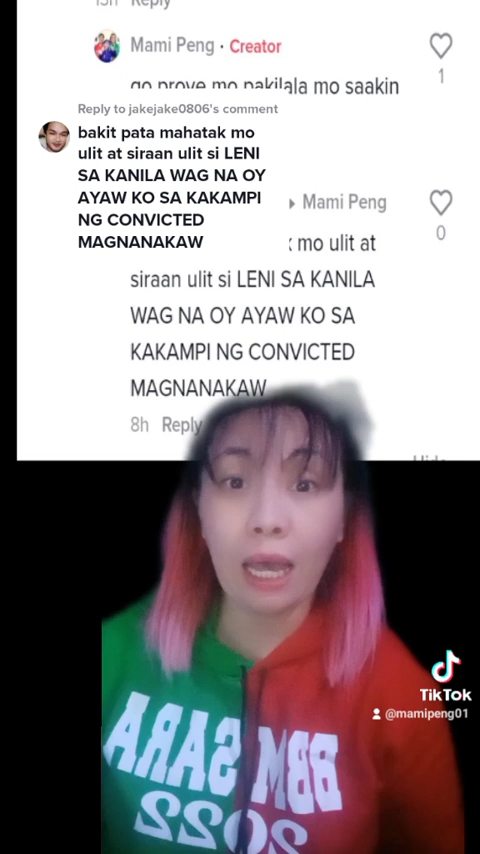 Reply
Mami Peng · Creator
go prove mo pakilala mo saakin
1
Reply to jakejake0806's comment
bakit pata mahatak mo
ulit at siraan ulit si LENI
SA KANILA WAG NA OY
AYAW KO SA KAKAMPI
NG CONVICTED
MAGNANAKAW
Mami Peng
0
mo ulit at
siraan ulit si LENI SA KANILA
WAG NA OY AYAW KO SA
KAKAMPI NG CONVICTED
MAGNANAKAW
8h Reply
TikTok
@mamipeng01
BBM SARA
2022